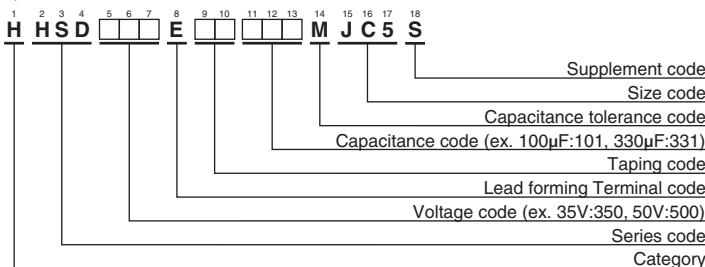 1 2 3 4 5 6 7 8 9 10 11 12 13 14 15 16 17 18
H HSD E M JC5 S
Supplement code
Size code
Capacitance tolerance code
Capacitance code (ex. 100μF:101, 330μF:331)
Taping code
Lead forming Terminal code
Voltage code (ex. 35V:350, 50V:500)
Series code
Category